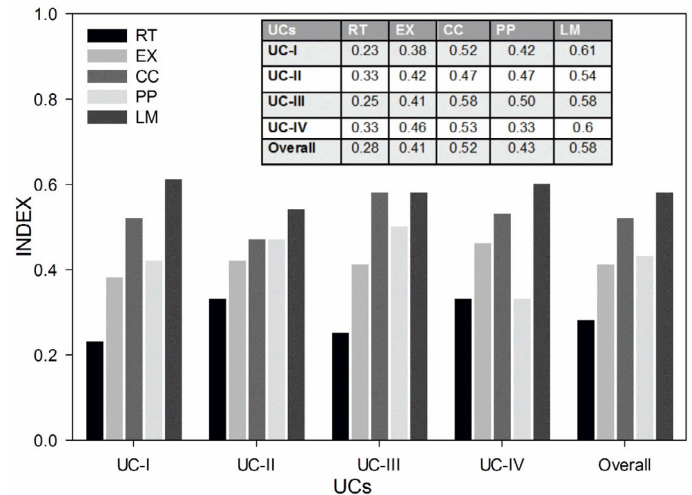 1.0
0.8
0.6
0.4
0.2
0.0
INDEX
RT
EX
CC
PP
LM
UCs RT EX CC PP LM
UC-I 0.23 0.38 0.52 0.42 0.61
UC-II 0.33 0.42 0.47 0.47 0.54
UC-III 0.25 0.41 0.58 0.50 0.58
UC-IV 0.33 0.46 0.53 0.33 0.6
Overall 0.28 0.41 0.52 0.43 0.58
UC-I UC-II UC-III UC-IV Overall
UCs